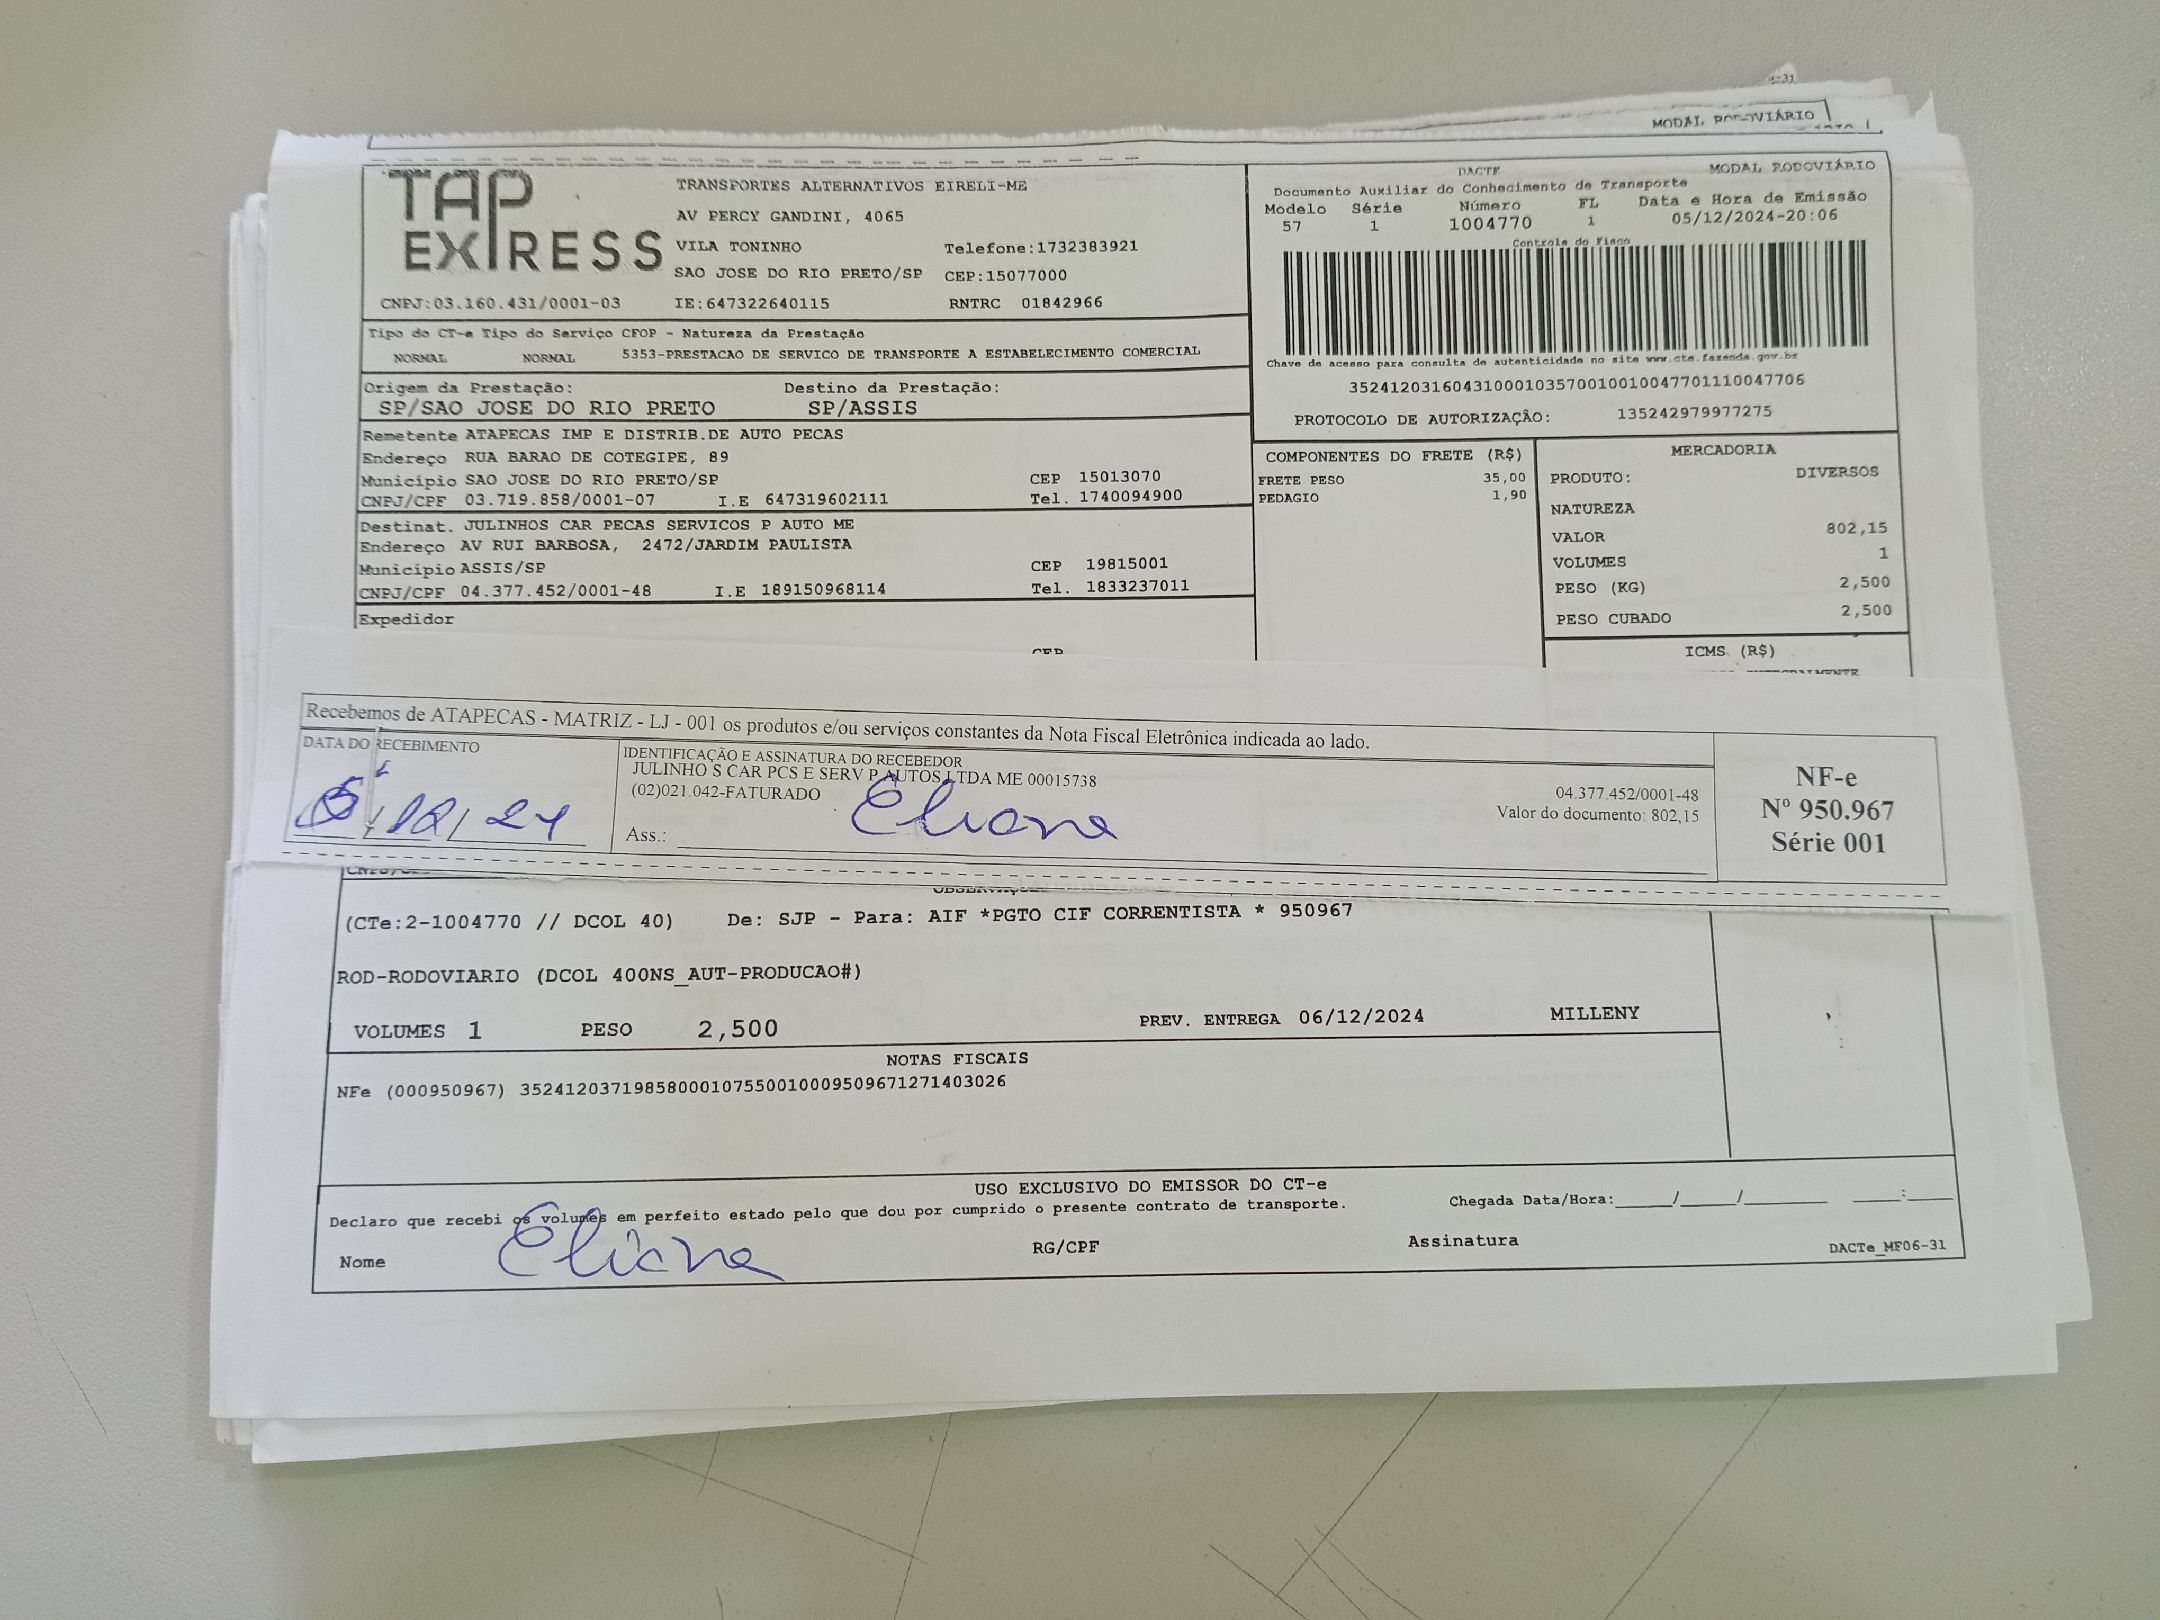 MODAL RODOVIÁRIO
TAP EXPRESS
TRANSPORTES ALTERNATIVOS EIRELI-ME
AV PERCY GANDINI, 4065
VILA TONINHO Telefone:1732383921
SAO JOSE DO RIO PRETO/SP CEP:15077000
CNPJ:03.160.431/0001-03 IE:647322640115 RNTRC 01842966
DACTE MODAL RODOVIÁRIO
Documento Auxiliar do Conhecimento de Transporte
Modelo Série Número FL Data e Hora de Emissão
57 1 1004770 1 05/12/2024-20:06
Controle do Fisco
Chave de acesso para consulta de autenticidade no site www.cte.fazenda.gov.br
35241203160431000103570010010047701110047706
PROTOCOLO DE AUTORIZAÇÃO: 135242979977275
Tipo do CT-e Tipo do Serviço CFOP - Natureza da Prestação
NORMAL NORMAL 5353-PRESTACAO DE SERVICO DE TRANSPORTE A ESTABELECIMENTO COMERCIAL
Origem da Prestação: Destino da Prestação:
SP/SAO JOSE DO RIO PRETO SP/ASSIS
Remetente ATAPECAS IMP E DISTRIB.DE AUTO PECAS
Endereço RUA BARAO DE COTEGIPE, 89
Município SAO JOSE DO RIO PRETO/SP CEP 15013070
CNPJ/CPF 03.719.858/0001-07 I.E 647319602111 Tel. 1740094900
Destinat. JULINHOS CAR PECAS SERVICOS P AUTO ME
Endereço AV RUI BARBOSA, 2472/JARDIM PAULISTA
Município ASSIS/SP CEP 19815001
CNPJ/CPF 04.377.452/0001-48 I.E 189150968114 Tel. 1833237011
Expedidor
CEP
COMPONENTES DO FRETE (R$)
FRETE PESO 35,00
PEDAGIO 1,90
MERCADORIA
PRODUTO: DIVERSOS
NATUREZA
VALOR 802,15
VOLUMES 1
PESO (KG) 2,500
PESO CUBADO 2,500
ICMS (R$)
Recebemos de ATAPECAS - MATRIZ - LJ - 001 os produtos e/ou serviços constantes da Nota Fiscal Eletrônica indicada ao lado.
DATA DO RECEBIMENTO
12 / 24
IDENTIFICAÇÃO E ASSINATURA DO RECEBEDOR
JULINHO S CAR PCS E SERV P AUTOS LTDA ME 00015738
(02)021.042-FATURADO 04.377.452/0001-48
Valor do documento: 802,15
Ass.: Eliana
NF-e
Nº 950.967
Série 001
(CTe:2-1004770 // DCOL 40) De: SJP - Para: AIF *PGTO CIF CORRENTISTA * 950967
ROD-RODOVIARIO (DCOL 400NS_AUT-PRODUCAO#)
VOLUMES 1 PESO 2,500 PREV. ENTREGA 06/12/2024 MILLENY
NOTAS FISCAIS
NFe (000950967) 35241203719858000107550010009509671271403026
USO EXCLUSIVO DO EMISSOR DO CT-e
Declaro que recebi os volumes em perfeito estado pelo que dou por cumprido o presente contrato de transporte. Chegada Data/Hora:____/____/______ ____:____
Nome Eliana RG/CPF Assinatura DACTe_MF06-31